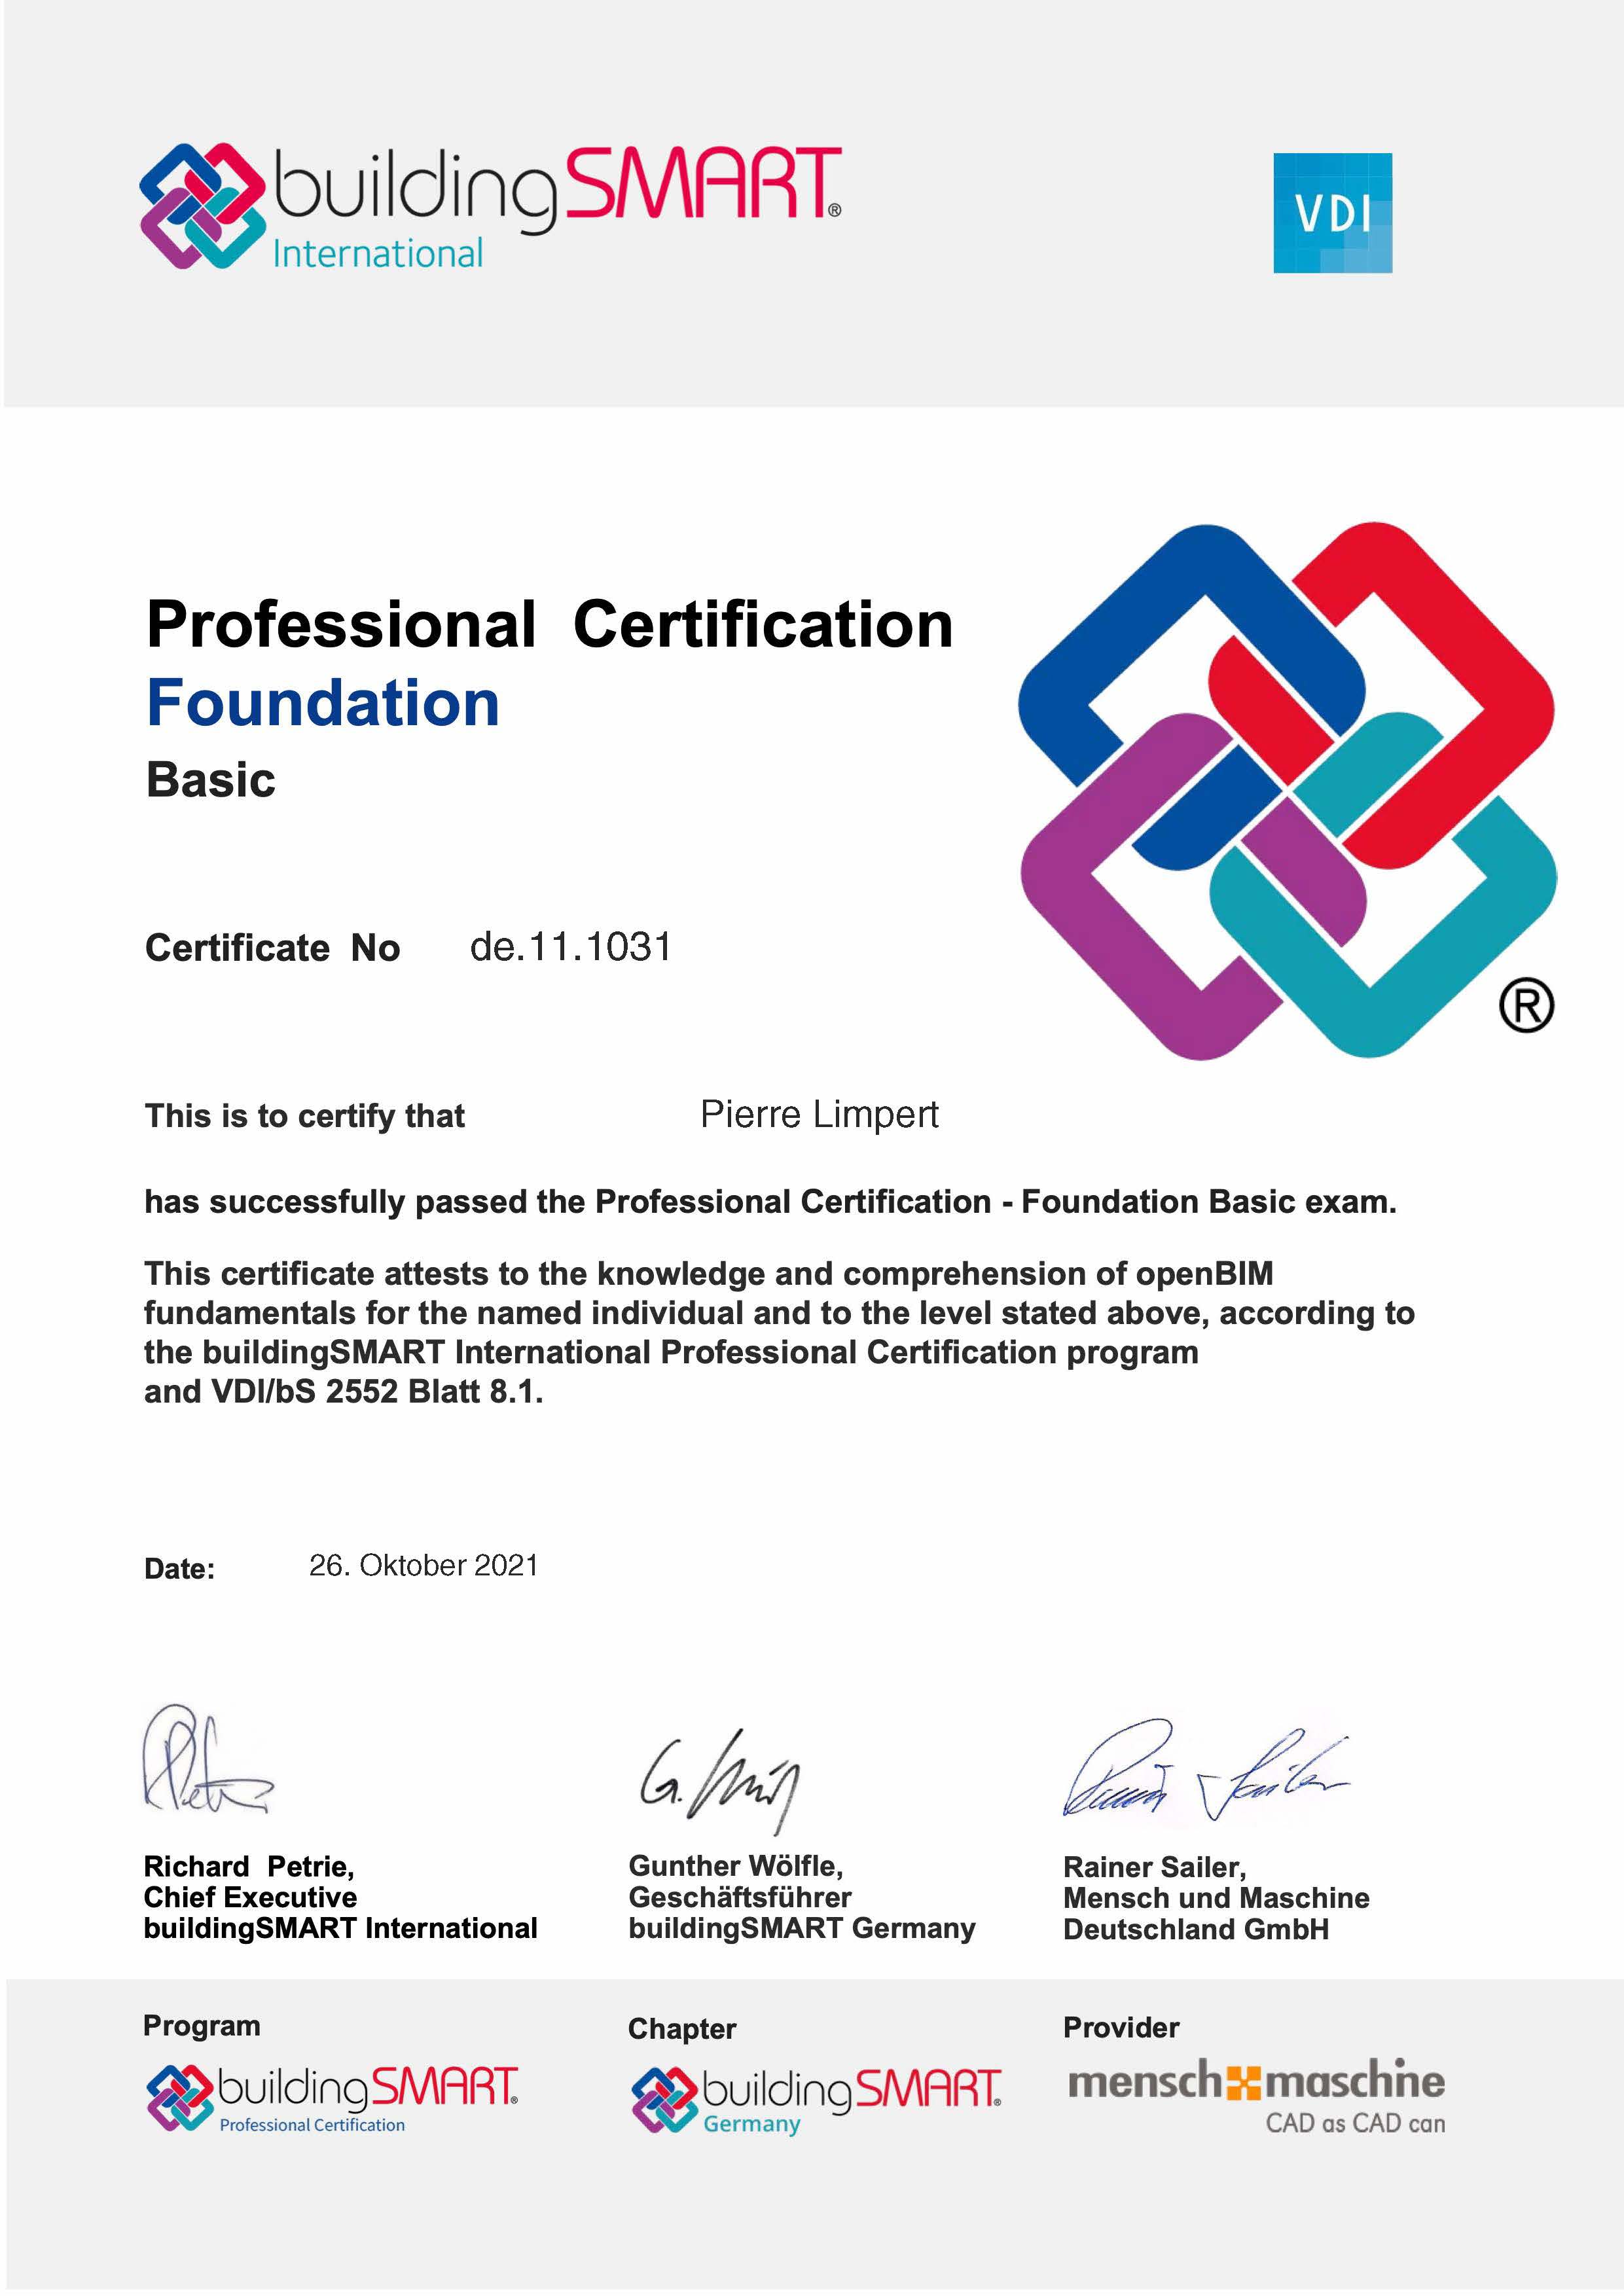 buildingSMART®
International
VDI
Professional Certification
Foundation
Basic
Certificate No de.11.1031
®
This is to certify that Pierre Limpert
has successfully passed the Professional Certification - Foundation Basic exam.
This certificate attests to the knowledge and comprehension of openBIM
fundamentals for the named individual and to the level stated above, according to
the buildingSMART International Professional Certification program
and VDI/bS 2552 Blatt 8.1.
Date: 26. Oktober 2021
Richard Petrie,
Chief Executive
buildingSMART International
Gunther Wölfle,
Geschäftsführer
buildingSMART Germany
Rainer Sailer,
Mensch und Maschine
Deutschland GmbH
Program
buildingSMART®
Professional Certification
Chapter
buildingSMART®
Germany
Provider
mensch maschine
CAD as CAD can